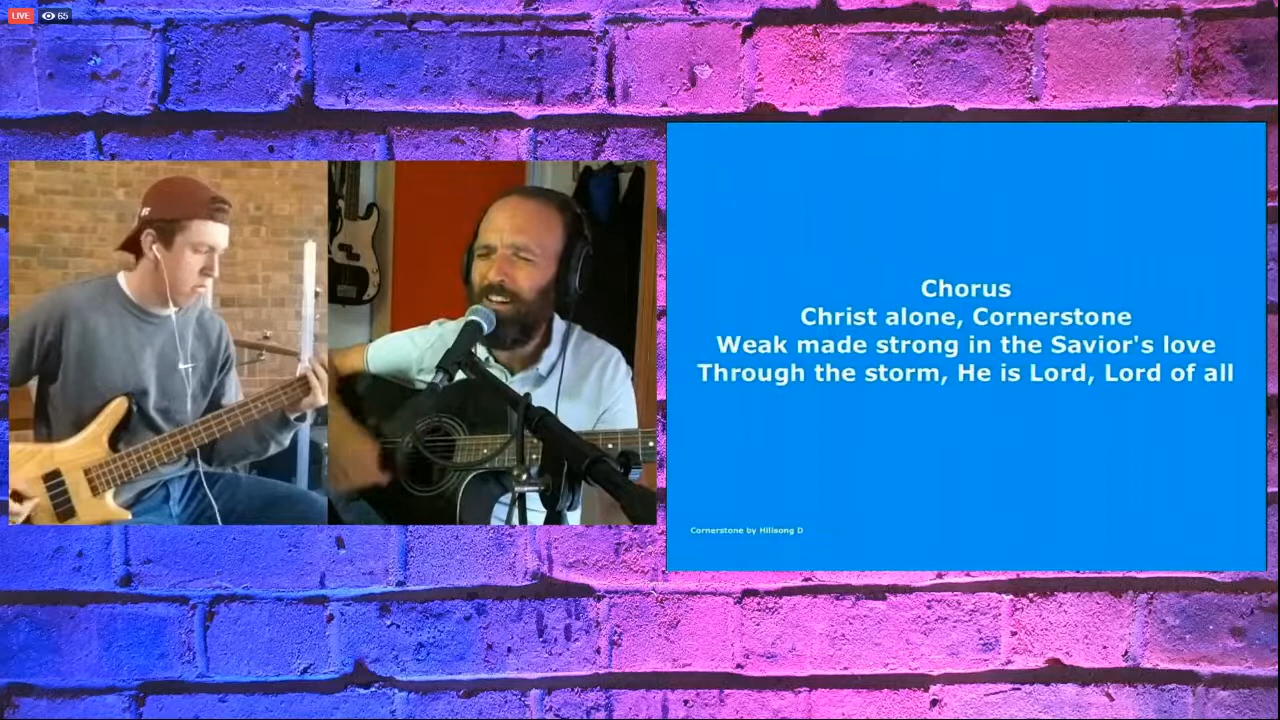 LIVE 65
Chorus
Christ alone, Cornerstone
Weak made strong in the Savior's love
Through the storm, He is Lord, Lord of all
Cornerstone by Hillsong D